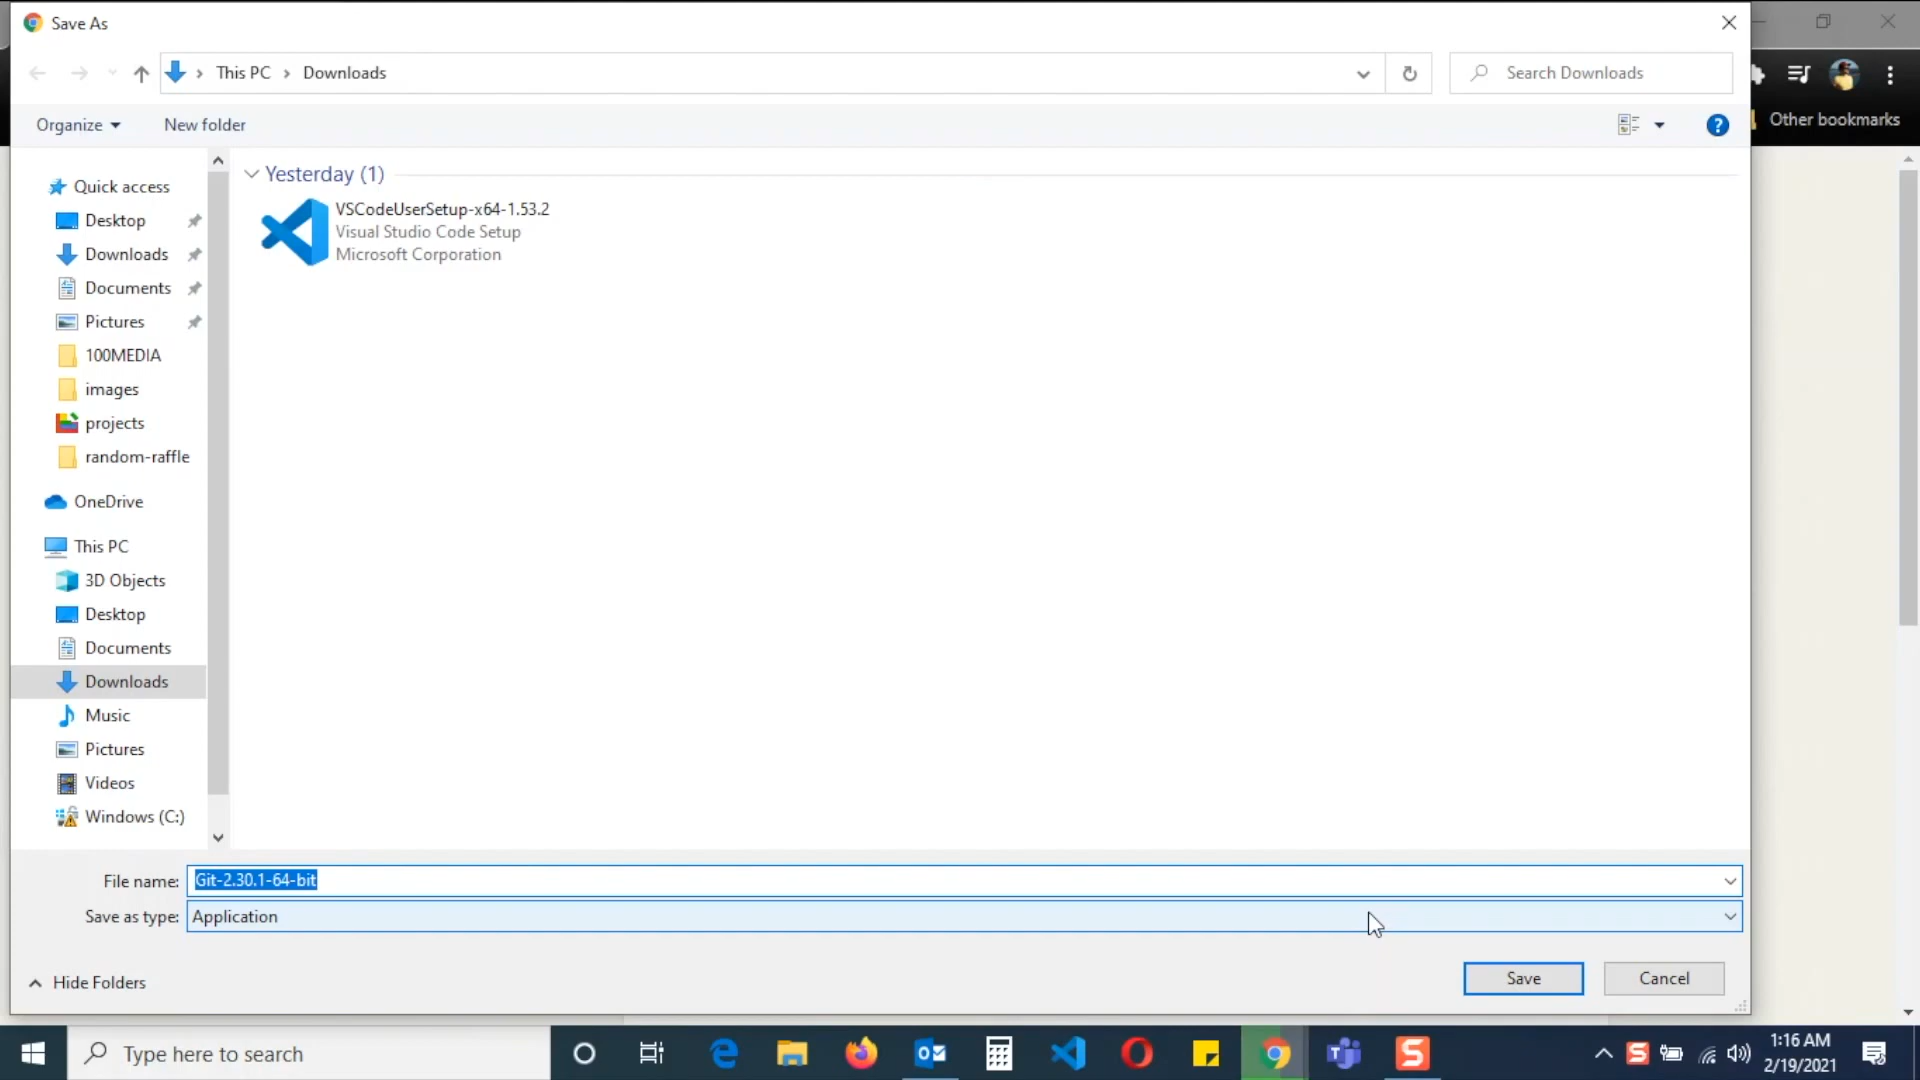 Save As
This PC > Downloads
Search Downloads
Other bookmarks
Organize
New folder
?
Quick access
Desktop
Downloads
Documents
Pictures
100MEDIA
images
projects
random-raffle
OneDrive
This PC
3D Objects
Desktop
Documents
Downloads
Music
Pictures
Videos
Windows (C:)
Yesterday (1)
VSCodeUserSetup-x64-1.53.2
Visual Studio Code Setup
Microsoft Corporation
File name: Git-2.30.1-64-bit
Save as type: Application
Hide Folders
Save
Cancel
Type here to search
1:16 AM
2/19/2021